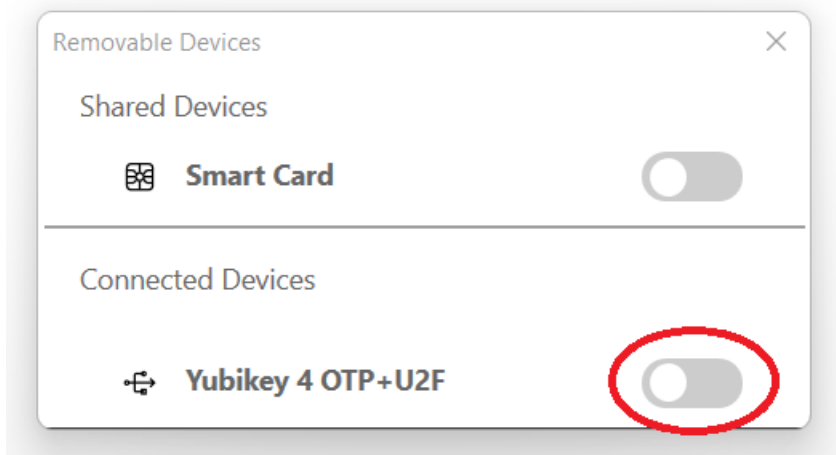 Removable Devices
Shared Devices
Smart Card
Connected Devices
Yubikey 4 OTP+U2F